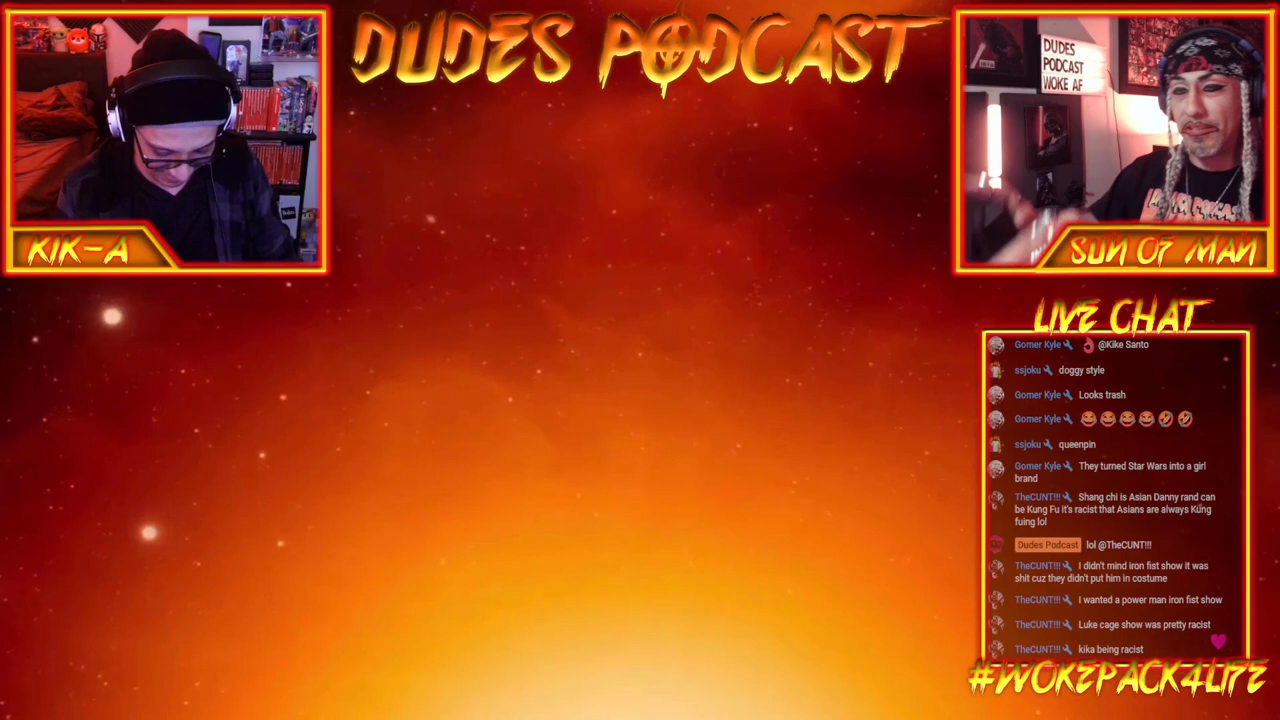 DUDES PODCAST
DUDES
PODCAST
WOKE AF
KIK-A
SUN OF MAN
LIVE CHAT
Gomer Kyle 👌 @Kike Santo
ssjoku doggy style
Gomer Kyle Looks trash
Gomer Kyle 😂😂😂😂🤣🤣
ssjoku queenpin
Gomer Kyle They turned Star Wars into a girl
brand
TheCUNT!!! Shang chi is Asian Danny rand can
be Kung Fu it's racist that Asians are always Kung
fuing lol
Dudes Podcast lol @TheCUNT!!!
TheCUNT!!! I didn't mind iron fist show it was
shit cuz they didn't put him in costume
TheCUNT!!! I wanted a power man iron fist show
TheCUNT!!! Luke cage show was pretty racist
TheCUNT!!! kika being racist
#WOKEPACK4LIFE